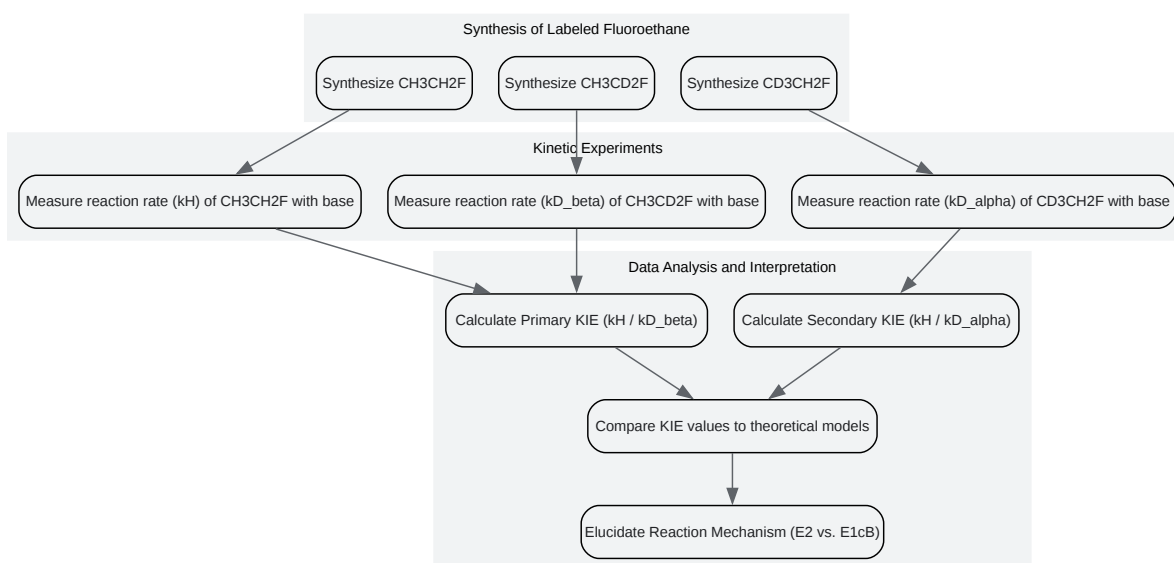 Synthesis of Labeled Fluoroethane
Synthesize CH3CH2F
Synthesize CH3CD2F
Synthesize CD3CH2F
Kinetic Experiments
Measure reaction rate (kH) of CH3CH2F with base
Measure reaction rate (kD_beta) of CH3CD2F with base
Measure reaction rate (kD_alpha) of CD3CH2F with base
Data Analysis and Interpretation
Calculate Primary KIE (kH / kD_beta)
Calculate Secondary KIE (kH / kD_alpha)
Compare KIE values to theoretical models
Elucidate Reaction Mechanism (E2 vs. E1cB)